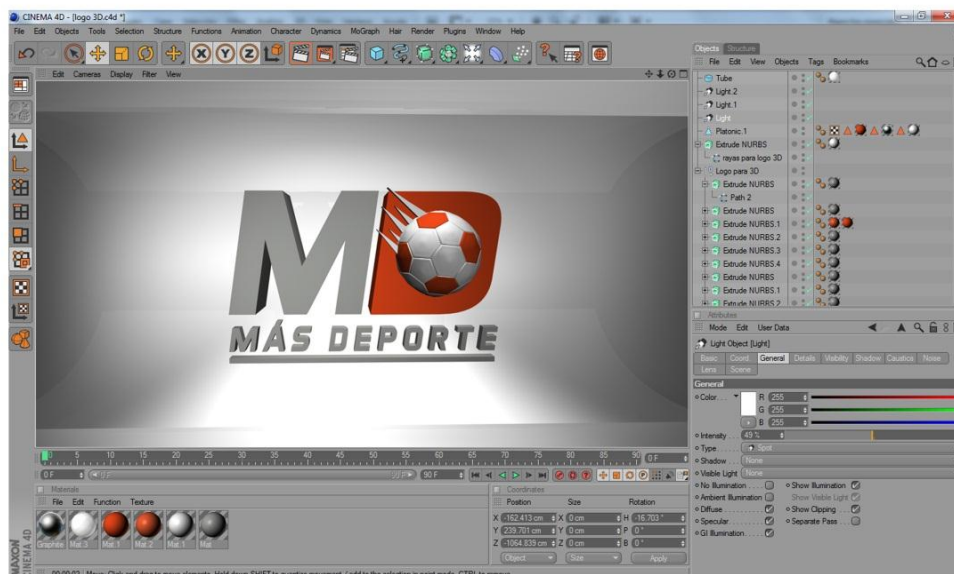 CINEMA 4D - [logo 3D.c4d *]
File Edit Objects Tools Selection Structure Functions Animation Character Dynamics MoGraph Hair Render Plugins Window Help
Edit Cameras Display Filter View
MD
MÁS DEPORTE
0 5 10 15 20 25 30 35 40 45 50 55 60 65 70 75 80 85 90 0 F
0 F 90 F
Materials
File Edit Function Texture
Graphite Mat.3 Mat.1 Mat.2 Mat.1 Mat
Coordinates
Position Size Rotation
X -162.413 cm X 0 cm H -16.703 °
Y 239.701 cm Y 0 cm P 0 °
Z -1064.839 cm Z 0 cm B 0 °
Object Size Apply
MAXON
CINEMA 4D
Objects Structure
File Edit View Objects Tags Bookmarks
Tube
Light.2
Light.1
Light
Platonic.1
Extrude NURBS
rayas para logo 3D
Logo para 3D
Extrude NURBS
Path 2
Extrude NURBS
Extrude NURBS.1
Extrude NURBS.2
Extrude NURBS.3
Extrude NURBS.4
Extrude NURBS
Extrude NURBS.1
Extrude NURBS.2
Attributes
Mode Edit User Data
Light Object [Light]
Basic Coord. General Details Visibility Shadow Caustics Noise
Lens Scene
General
Color. . . R 255
G 255
B 255
Intensity 49 %
Type. . . Spot
Shadow None
Visible Light None
No Illumination Show Illumination
Ambient Illumination Show Visible Light
Diffuse Show Clipping
Specular Separate Pass
GI Illumination